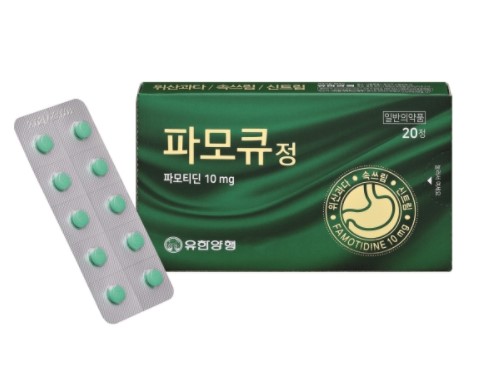 위산과다 / 속쓰림 / 신트림
일반의약품
20정
파모큐정
파모티딘 10 mg
위산과다 • 속쓰림 • 신트림
FAMOTIDINE 10 mg
유한양행